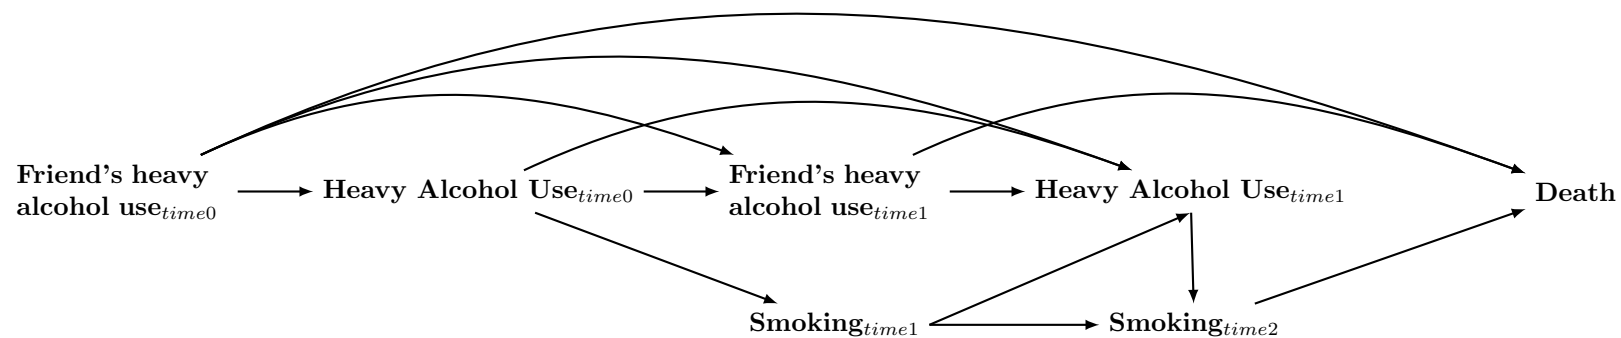 Friend's heavy
alcohol use_time0
Heavy Alcohol Use_time0
Friend's heavy
alcohol use_time1
Heavy Alcohol Use_time1
Death
Smoking_time1
Smoking_time2